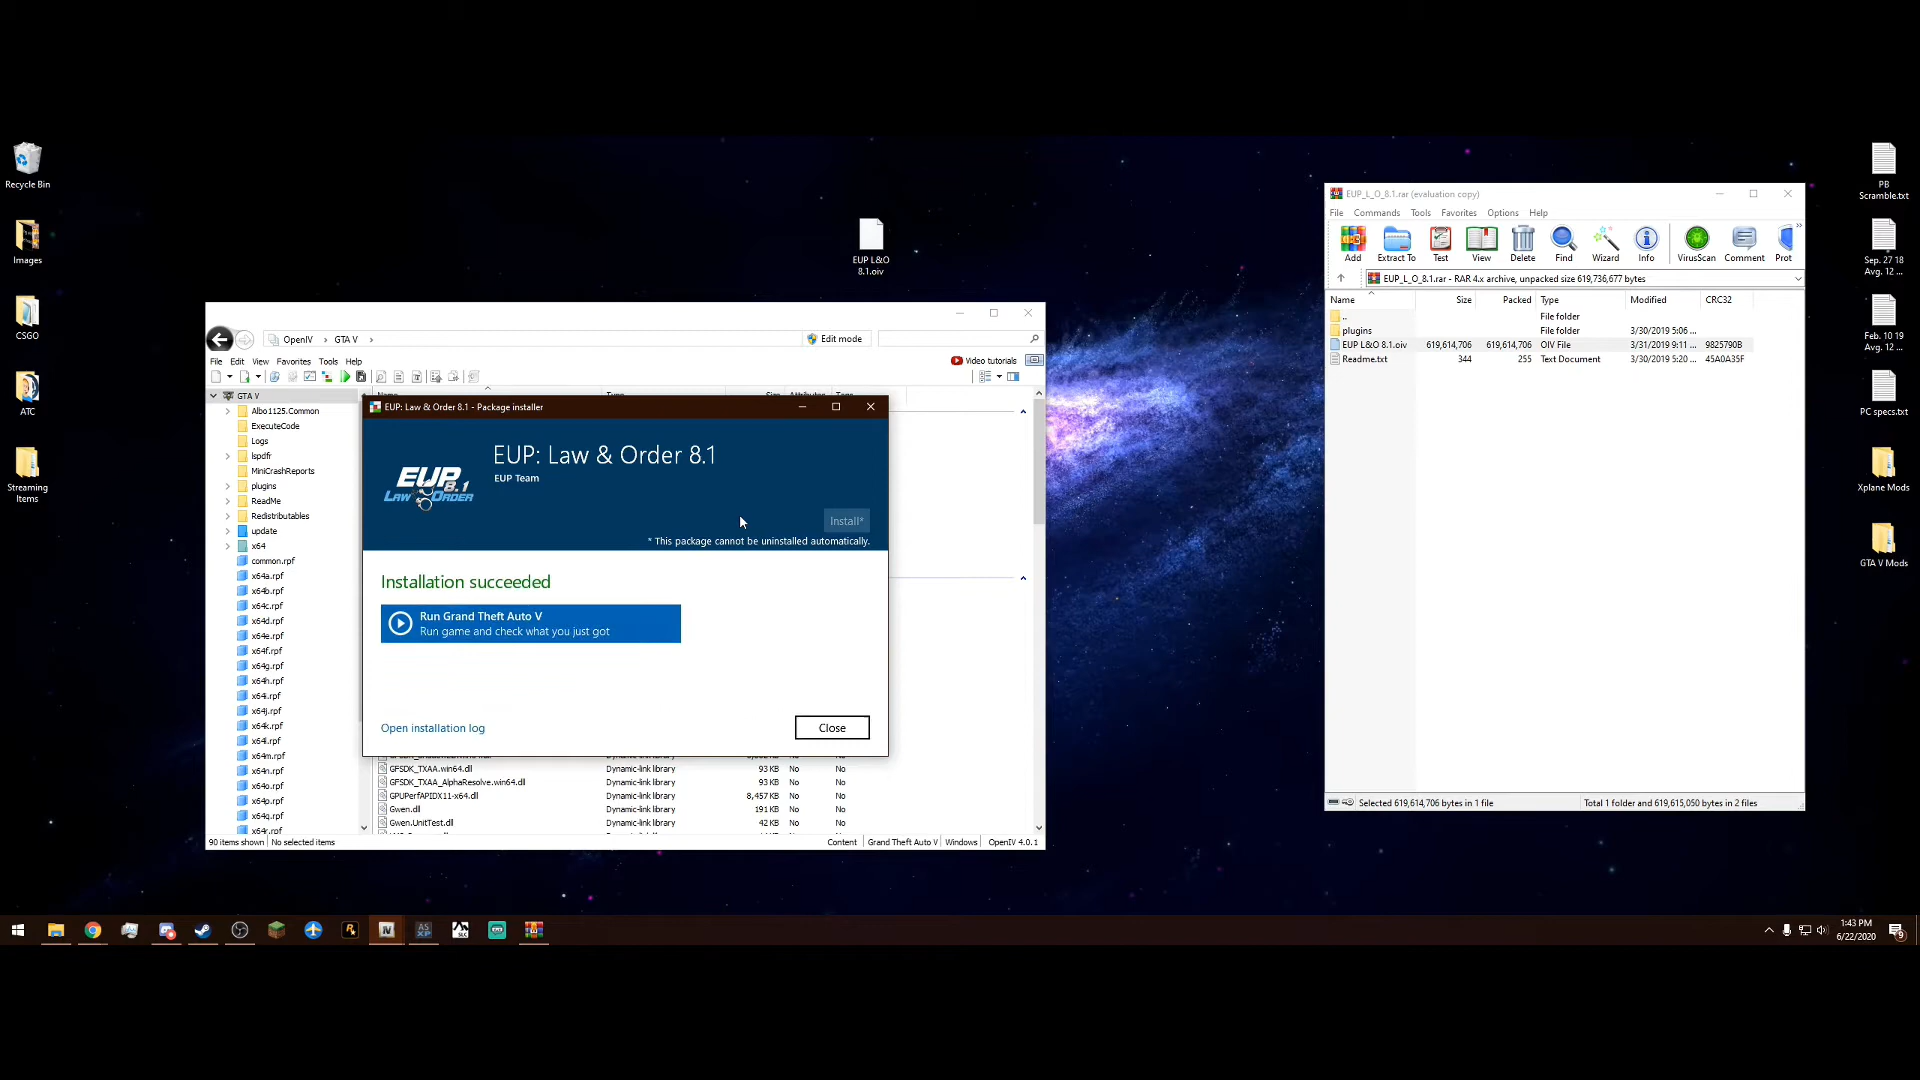 Recycle Bin
Images
CSGO
ATC
Streaming
Items
EUP L&O
8.1.oiv
OpenIV
GTA V
Edit mode
File Edit View Favorites Tools Help
Video tutorials
GTA V
Albo1125.Common
ExecuteCode
Logs
lspdfr
MiniCrashReports
plugins
ReadMe
Redistributables
update
x64
common.rpf
x64a.rpf
x64b.rpf
x64c.rpf
x64d.rpf
x64e.rpf
x64f.rpf
x64g.rpf
x64h.rpf
x64i.rpf
x64j.rpf
x64k.rpf
x64l.rpf
x64m.rpf
x64n.rpf
x64o.rpf
x64p.rpf
x64q.rpf
x64r.rpf
EUP: Law & Order 8.1 - Package installer
EUP 8.1
LAW ORDER
EUP: Law & Order 8.1
EUP Team
Install*
* This package cannot be uninstalled automatically.
Installation succeeded
Run Grand Theft Auto V
Run game and check what you just got
Open installation log
Close
GFSDK_TXAA.win64.dll Dynamic-link library 93 KB No No
GFSDK_TXAA_AlphaResolve.win64.dll Dynamic-link library 93 KB No No
GPUPerfAPIDX11-x64.dll Dynamic-link library 8,457 KB No No
Gwen.dll Dynamic-link library 191 KB No No
Gwen.UnitTest.dll Dynamic-link library 42 KB No No
90 items shown No selected items
Content Grand Theft Auto V Windows OpenIV 4.0.1
EUP_L_O_8.1.rar (evaluation copy)
File Commands Tools Favorites Options Help
Add Extract To Test View Delete Find Wizard Info VirusScan Comment Prot
EUP_L_O_8.1.rar - RAR 4.x archive, unpacked size 619,736,677 bytes
Name Size Packed Type Modified CRC32
.. File folder
plugins File folder 3/30/2019 5:06 ...
EUP L&O 8.1.oiv 619,614,706 619,614,706 OIV File 3/31/2019 9:11 ... 9825790B
Readme.txt 344 255 Text Document 3/30/2019 5:20 ... 45A0A35F
Selected 619,614,706 bytes in 1 file
Total 1 folder and 619,615,050 bytes in 2 files
PB
Scramble.txt
Sep. 27 18
Avg. 12 ...
Feb. 10 19
Avg. 12 ...
PC specs.txt
Xplane Mods
GTA V Mods
1:43 PM
6/22/2020